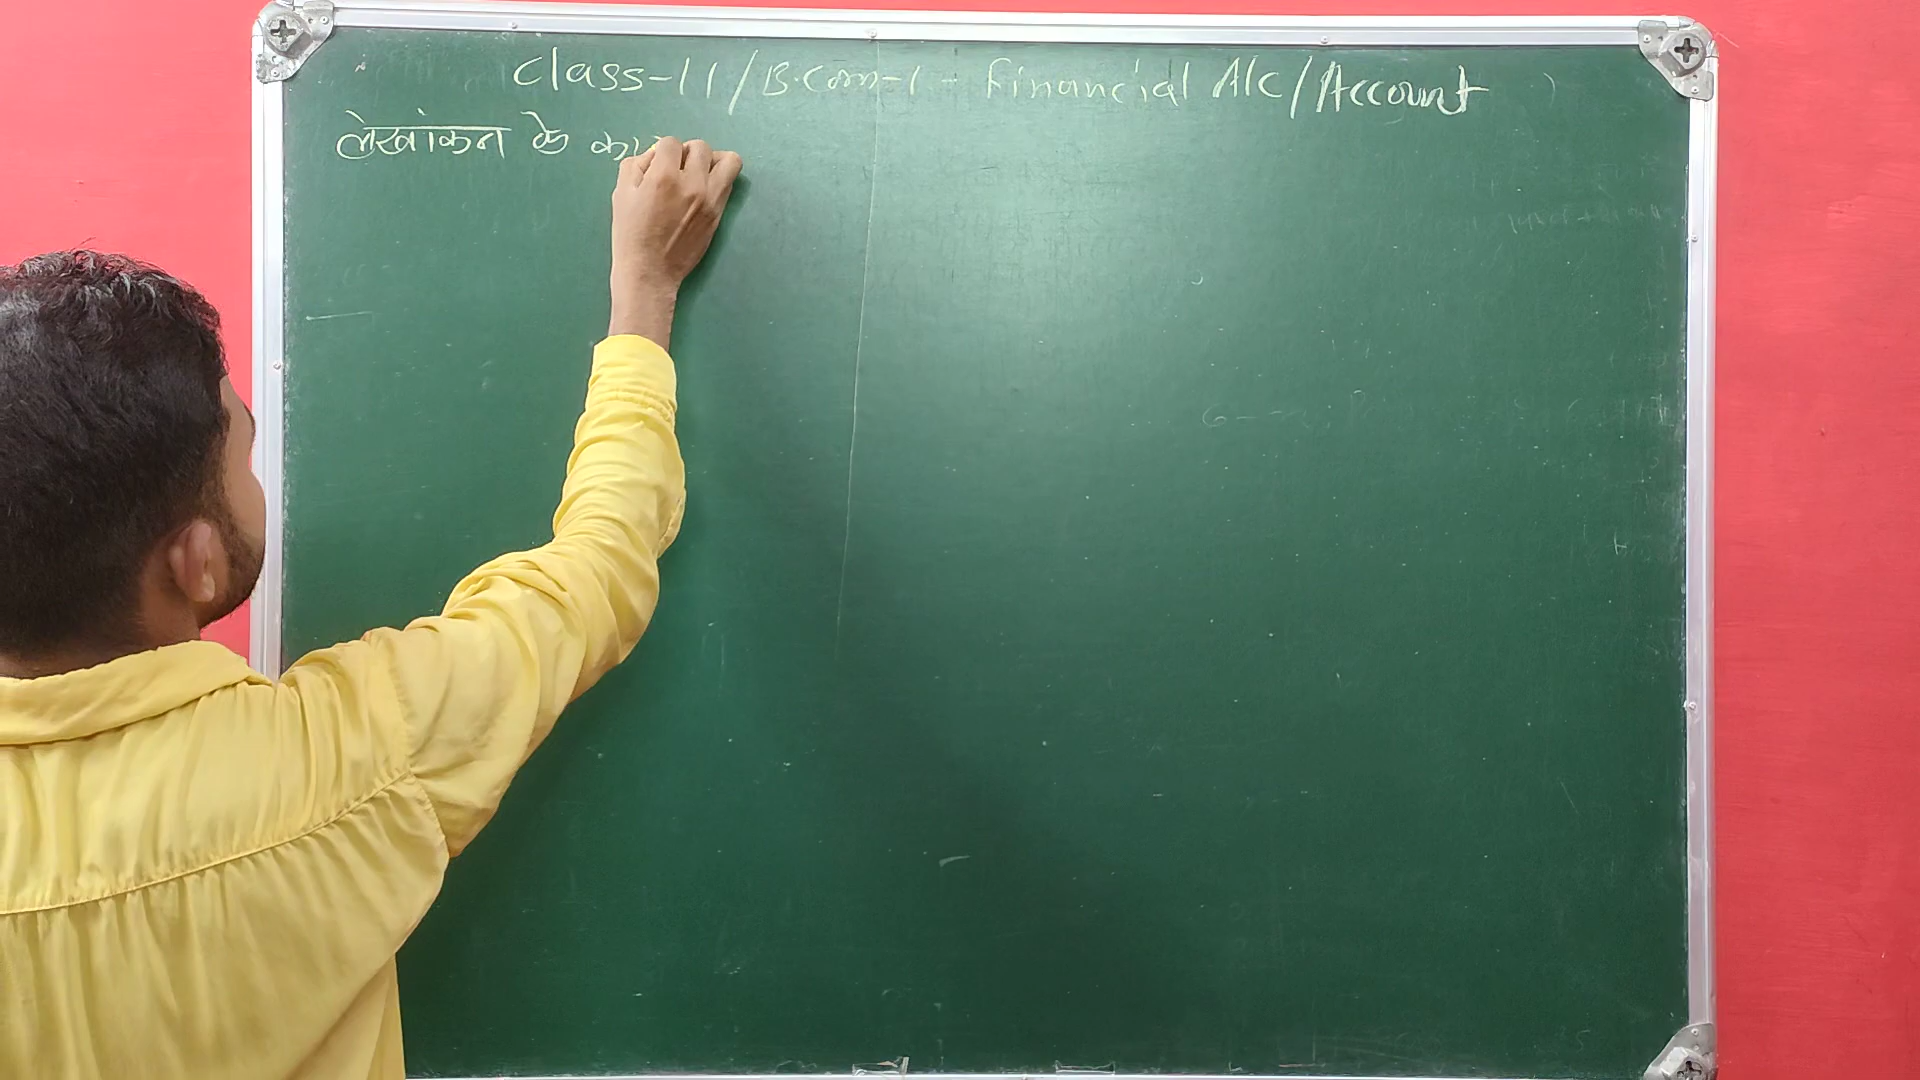 Class-11/B.Com-1 - Financial A/C/Account
लेखांकन के का